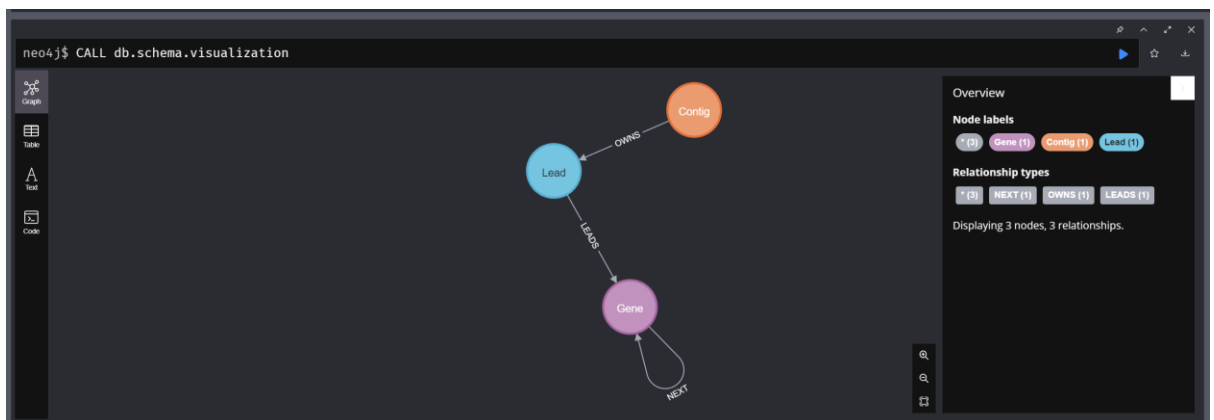 neo4j$ CALL db.schema.visualization
Graph
Table
Text
Code
Contig
OWNS
Lead
LEADS
Gene
NEXT
Overview
Node labels
* (3) Gene (1) Contig (1) Lead (1)
Relationship types
* (3) NEXT (1) OWNS (1) LEADS (1)
Displaying 3 nodes, 3 relationships.